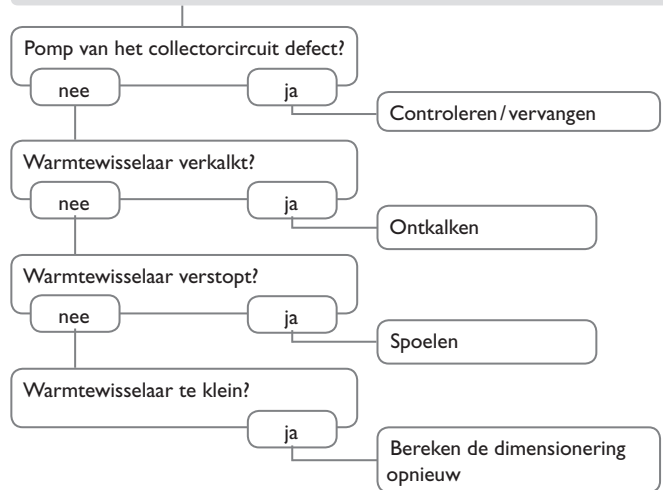 Pomp van het collectorcircuit defect?
nee
ja
Controleren/vervangen
Warmtewisselaar verkalkt?
nee
ja
Ontkalken
Warmtewisselaar verstopt?
nee
ja
Spoelen
Warmtewisselaar te klein?
ja
Bereken de dimensionering
opnieuw